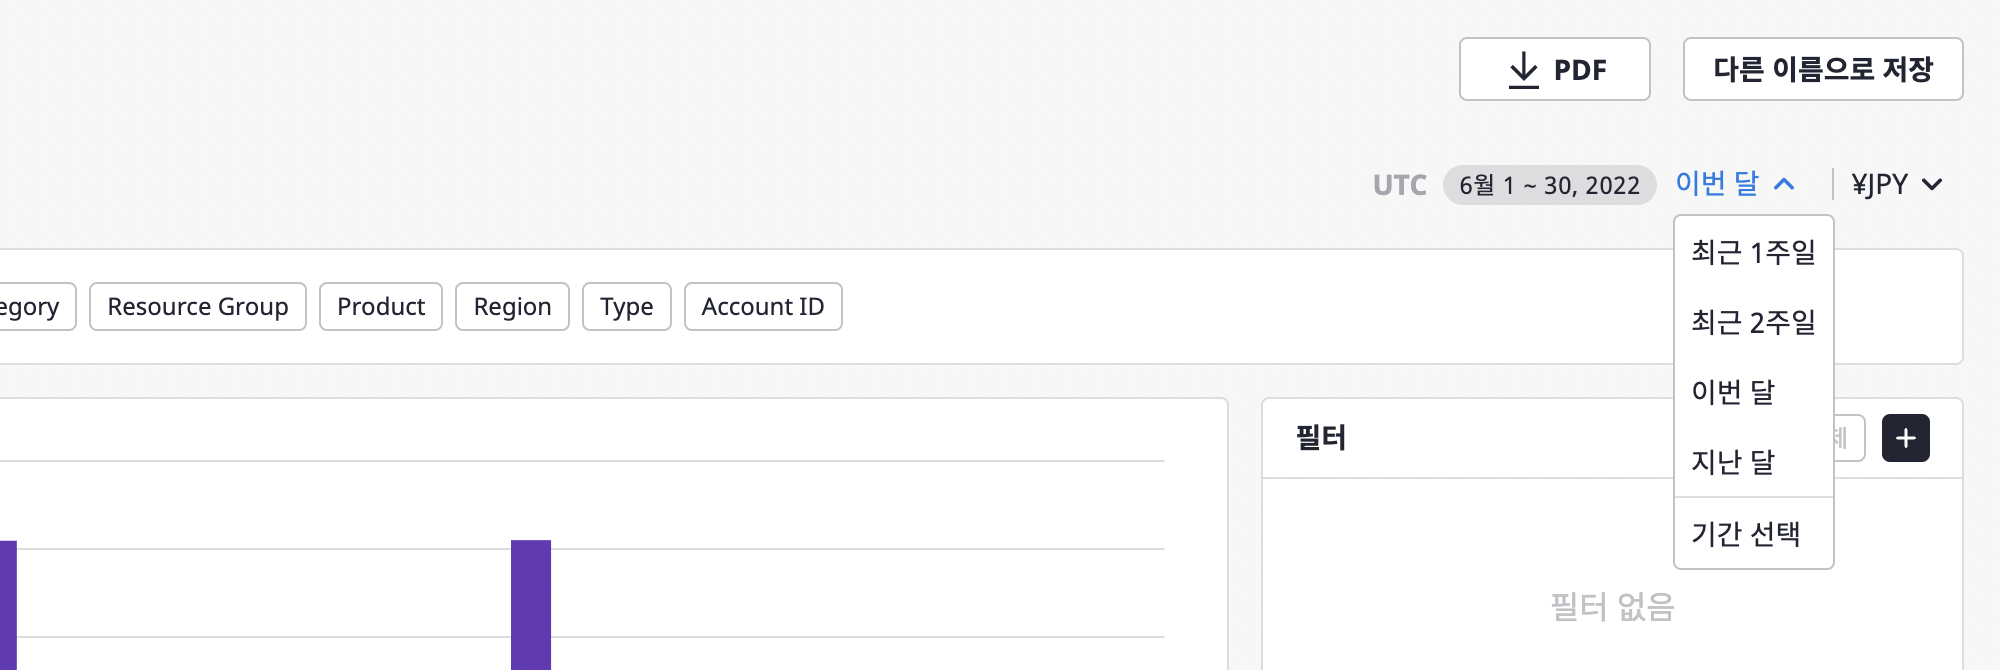 PDF
다른 이름으로 저장
UTC 6월 1 ~ 30, 2022 이번 달 ¥JPY
최근 1주일
최근 2주일
이번 달
지난 달
기간 선택
egory Resource Group Product Region Type Account ID
필터
제
필터 없음